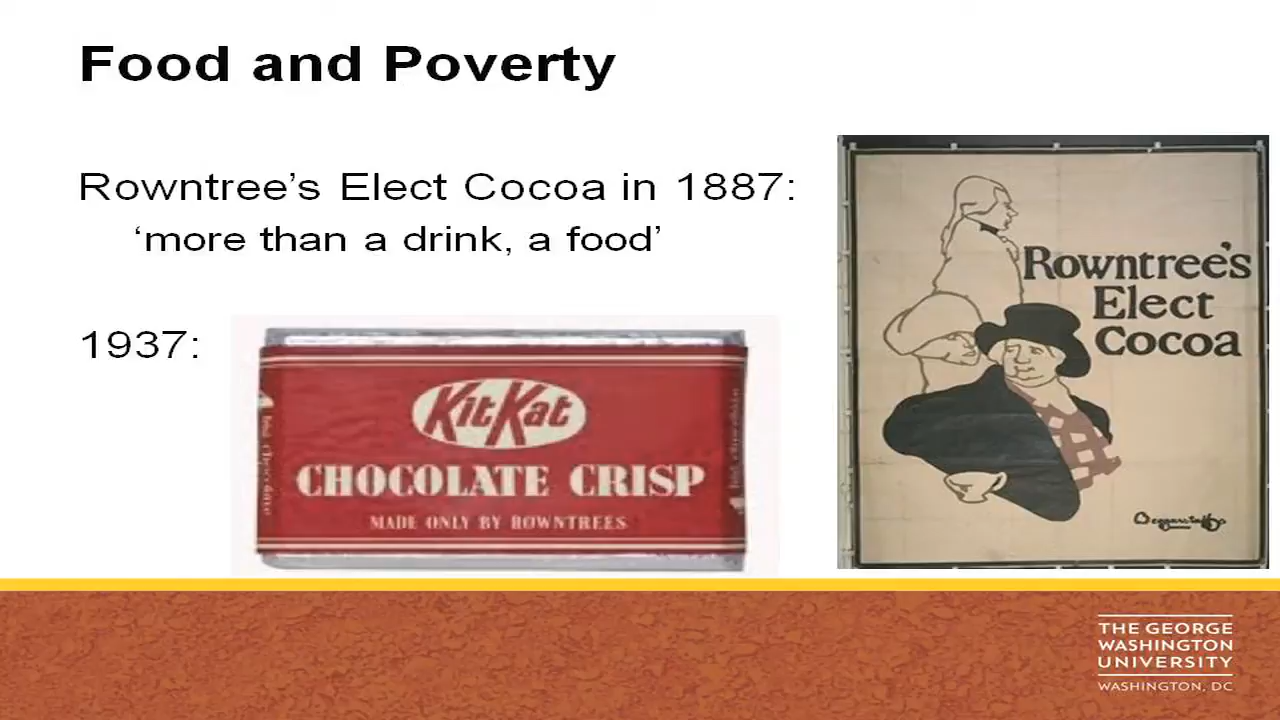 Food and Poverty
Rowntree’s Elect Cocoa in 1887:
‘more than a drink, a food’
1937:
KitKat
CHOCOLATE CRISP
MADE ONLY BY ROWNTREES
Rowntree's
Elect
Cocoa
Beggarstaffs
THE GEORGE
WASHINGTON
UNIVERSITY
WASHINGTON, DC